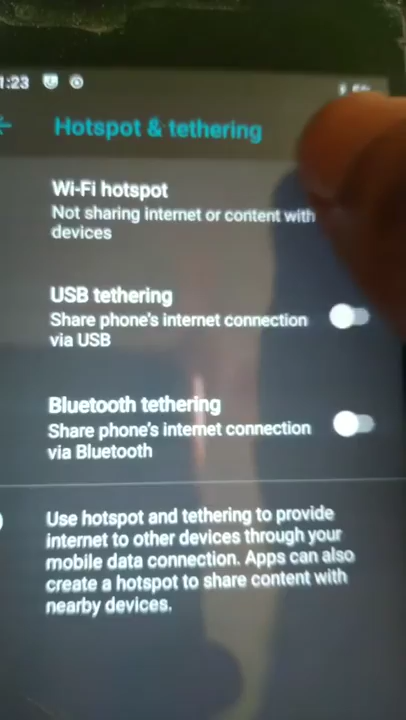 1:23
Hotspot & tethering
Wi-Fi hotspot
Not sharing internet or content with
devices
USB tethering
Share phone's internet connection
via USB
Bluetooth tethering
Share phone's internet connection
via Bluetooth
Use hotspot and tethering to provide
internet to other devices through your
mobile data connection. Apps can also
create a hotspot to share content with
nearby devices.